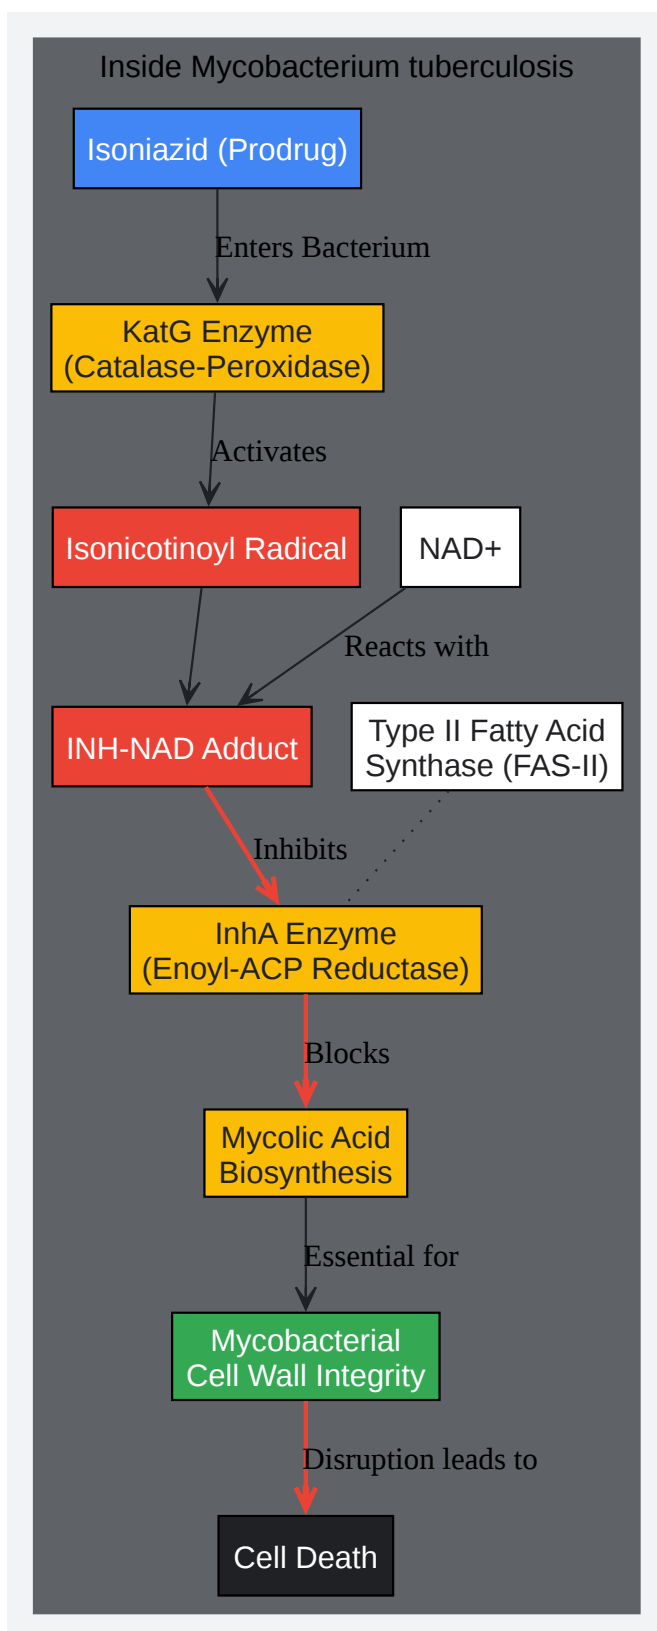 Inside Mycobacterium tuberculosis
Isoniazid (Prodrug)
Enters Bacterium
KatG Enzyme
(Catalase-Peroxidase)
Activates
Isonicotinoyl Radical
NAD+
Reacts with
INH-NAD Adduct
Type II Fatty Acid
Synthase (FAS-II)
Inhibits
InhA Enzyme
(Enoyl-ACP Reductase)
Blocks
Mycolic Acid
Biosynthesis
Essential for
Mycobacterial
Cell Wall Integrity
Disruption leads to
Cell Death